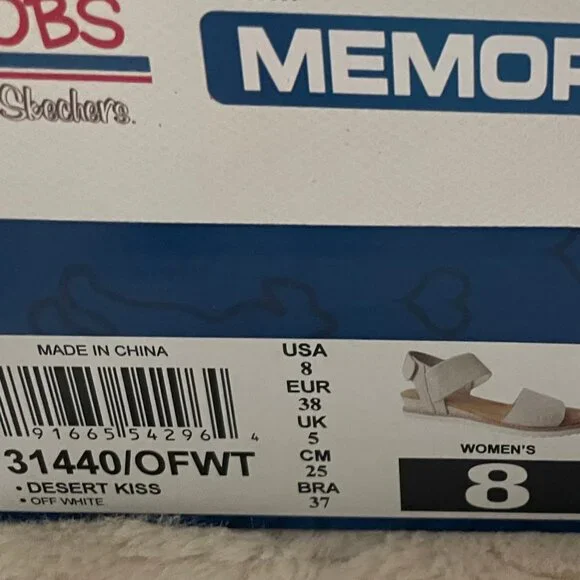 OBS
Skechers.
MEMOR
MADE IN CHINA
91665 54296 4
31440/OFWT
• DESERT KISS
• OFF WHITE
USA
8
EUR
38
UK
5
CM
25
BRA
37
WOMEN'S
8